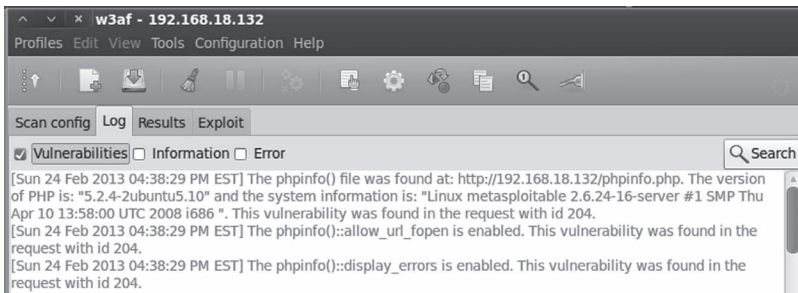 w3af - 192.168.18.132
Profiles Edit View Tools Configuration Help
Scan config Log Results Exploit
Vulnerabilities Information Error Search
[Sun 24 Feb 2013 04:38:29 PM EST] The phpinfo() file was found at: http://192.168.18.132/phpinfo.php. The version
of PHP is: "5.2.4-2ubuntu5.10" and the system information is: "Linux metasploitable 2.6.24-16-server #1 SMP Thu
Apr 10 13:58:00 UTC 2008 i686 ". This vulnerability was found in the request with id 204.
[Sun 24 Feb 2013 04:38:29 PM EST] The phpinfo()::allow_url_fopen is enabled. This vulnerability was found in the
request with id 204.
[Sun 24 Feb 2013 04:38:29 PM EST] The phpinfo()::display_errors is enabled. This vulnerability was found in the
request with id 204.